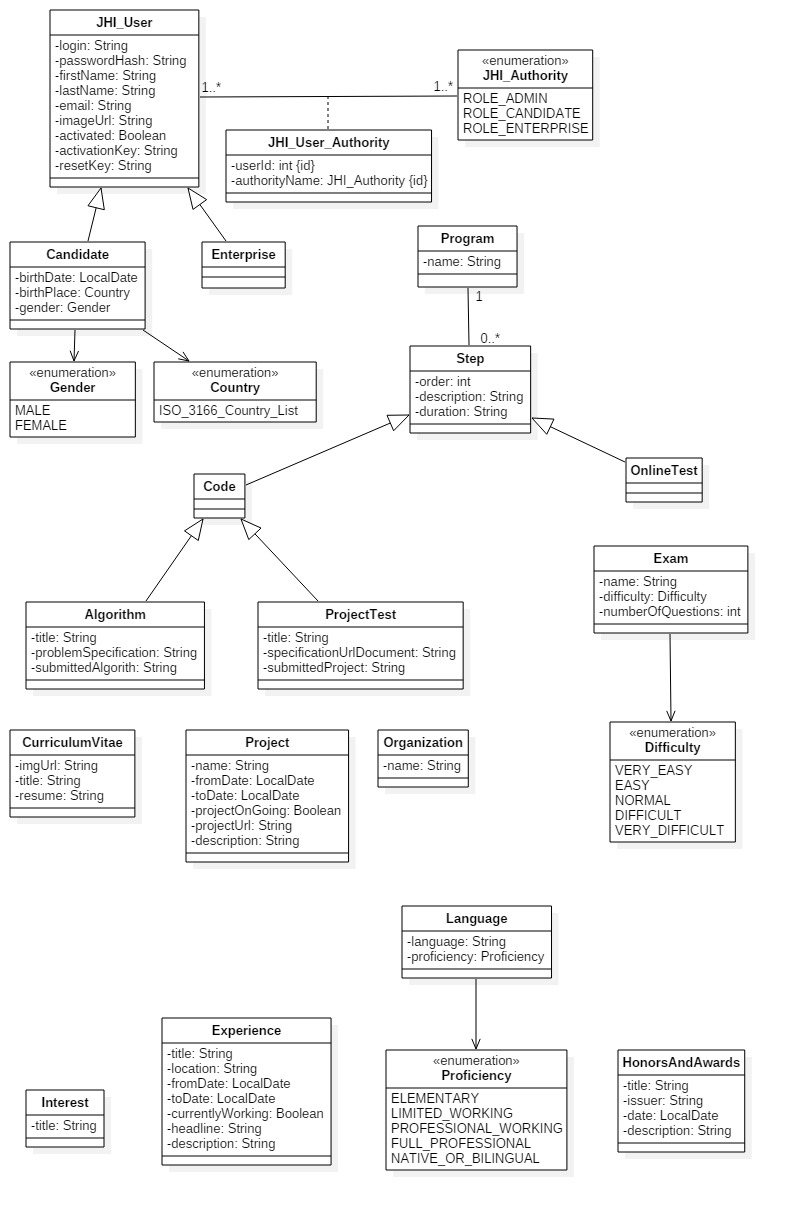 JHI_User
-login: String
-passwordHash: String
-firstName: String
-lastName: String
-email: String
-imageUrl: String
-activated: Boolean
-activationKey: String
-resetKey: String
1..*
1..*
«enumeration»
JHI_Authority
ROLE_ADMIN
ROLE_CANDIDATE
ROLE_ENTERPRISE
JHI_User_Authority
-userId: int {id}
-authorityName: JHI_Authority {id}
Candidate
-birthDate: LocalDate
-birthPlace: Country
-gender: Gender
Enterprise
Program
-name: String
1
0..*
«enumeration»
Gender
MALE
FEMALE
«enumeration»
Country
ISO_3166_Country_List
Step
-order: int
-description: String
-duration: String
Code
OnlineTest
Exam
-name: String
-difficulty: Difficulty
-numberOfQuestions: int
Algorithm
-title: String
-problemSpecification: String
-submittedAlgorith: String
ProjectTest
-title: String
-specificationUrlDocument: String
-submittedProject: String
CurriculumVitae
-imgUrl: String
-title: String
-resume: String
Project
-name: String
-fromDate: LocalDate
-toDate: LocalDate
-projectOnGoing: Boolean
-projectUrl: String
-description: String
Organization
-name: String
«enumeration»
Difficulty
VERY_EASY
EASY
NORMAL
DIFFICULT
VERY_DIFFICULT
Language
-language: String
-proficiency: Proficiency
Experience
-title: String
-location: String
-fromDate: LocalDate
-toDate: LocalDate
-currentlyWorking: Boolean
-headline: String
-description: String
«enumeration»
Proficiency
ELEMENTARY
LIMITED_WORKING
PROFESSIONAL_WORKING
FULL_PROFESSIONAL
NATIVE_OR_BILINGUAL
HonorsAndAwards
-title: String
-issuer: String
-date: LocalDate
-description: String
Interest
-title: String